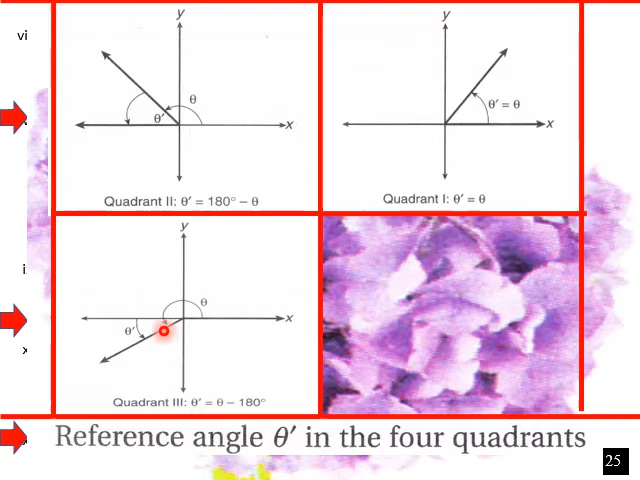 vi
y
θ
θ′
x
Quadrant II: θ′ = 180° – θ
y
θ′ = θ
x
Quadrant I: θ′ = θ
y
θ
x
θ′
Quadrant III: θ′ = θ – 180°
i
x
Reference angle θ′ in the four quadrants
25